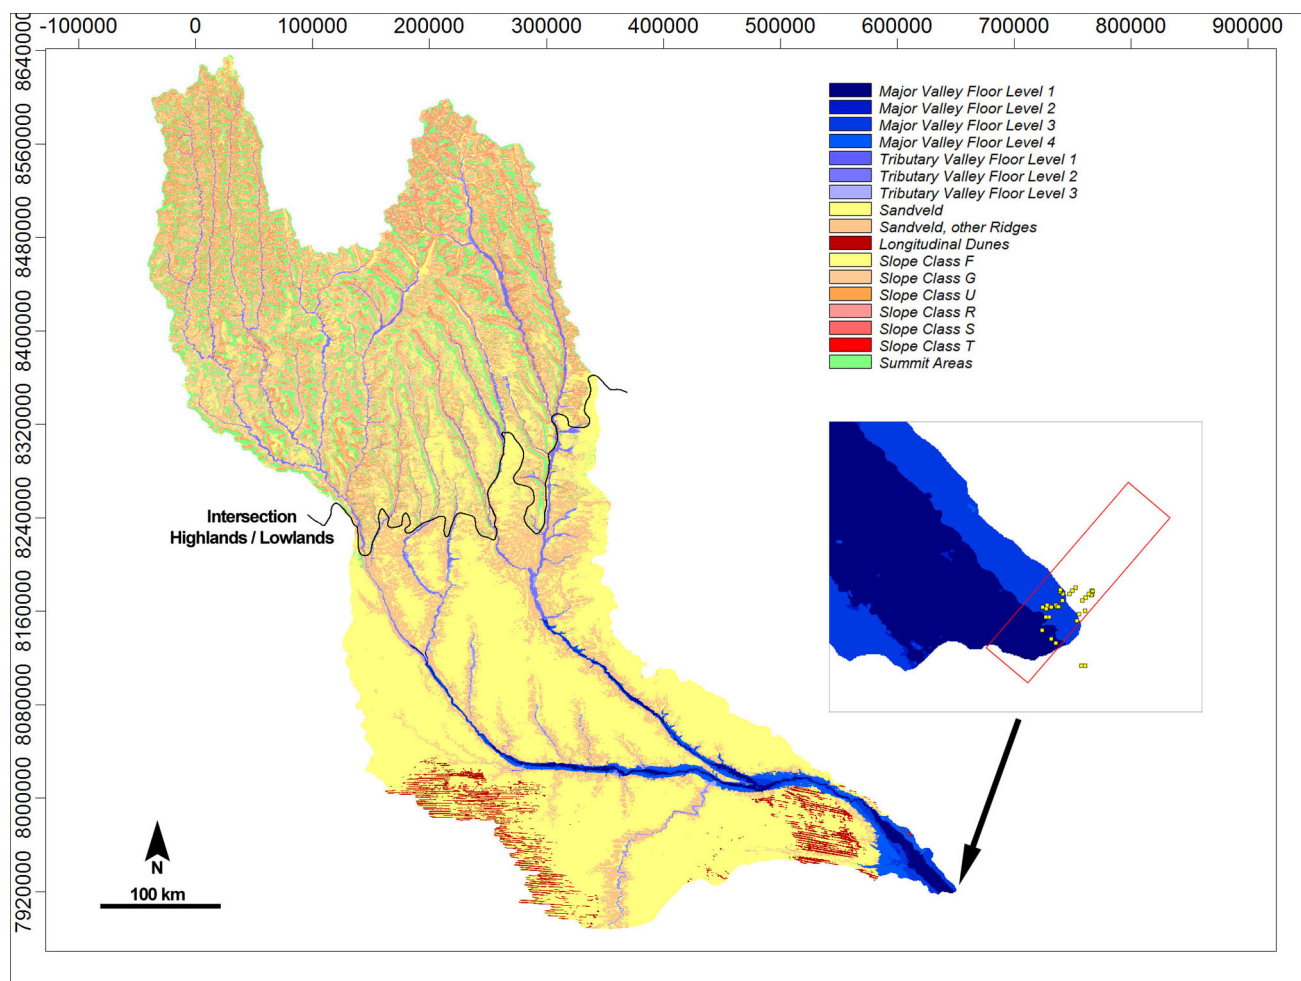 -100000 0 100000 200000 300000 400000 500000 600000 700000 800000 900000
8640000
8560000
8480000
8400000
8320000
8240000
8160000
8080000
8000000
7920000
Major Valley Floor Level 1
Major Valley Floor Level 2
Major Valley Floor Level 3
Major Valley Floor Level 4
Tributary Valley Floor Level 1
Tributary Valley Floor Level 2
Tributary Valley Floor Level 3
Sandveld
Sandveld, other Ridges
Longitudinal Dunes
Slope Class F
Slope Class G
Slope Class U
Slope Class R
Slope Class S
Slope Class T
Summit Areas
Intersection
Highlands / Lowlands
N
100 km